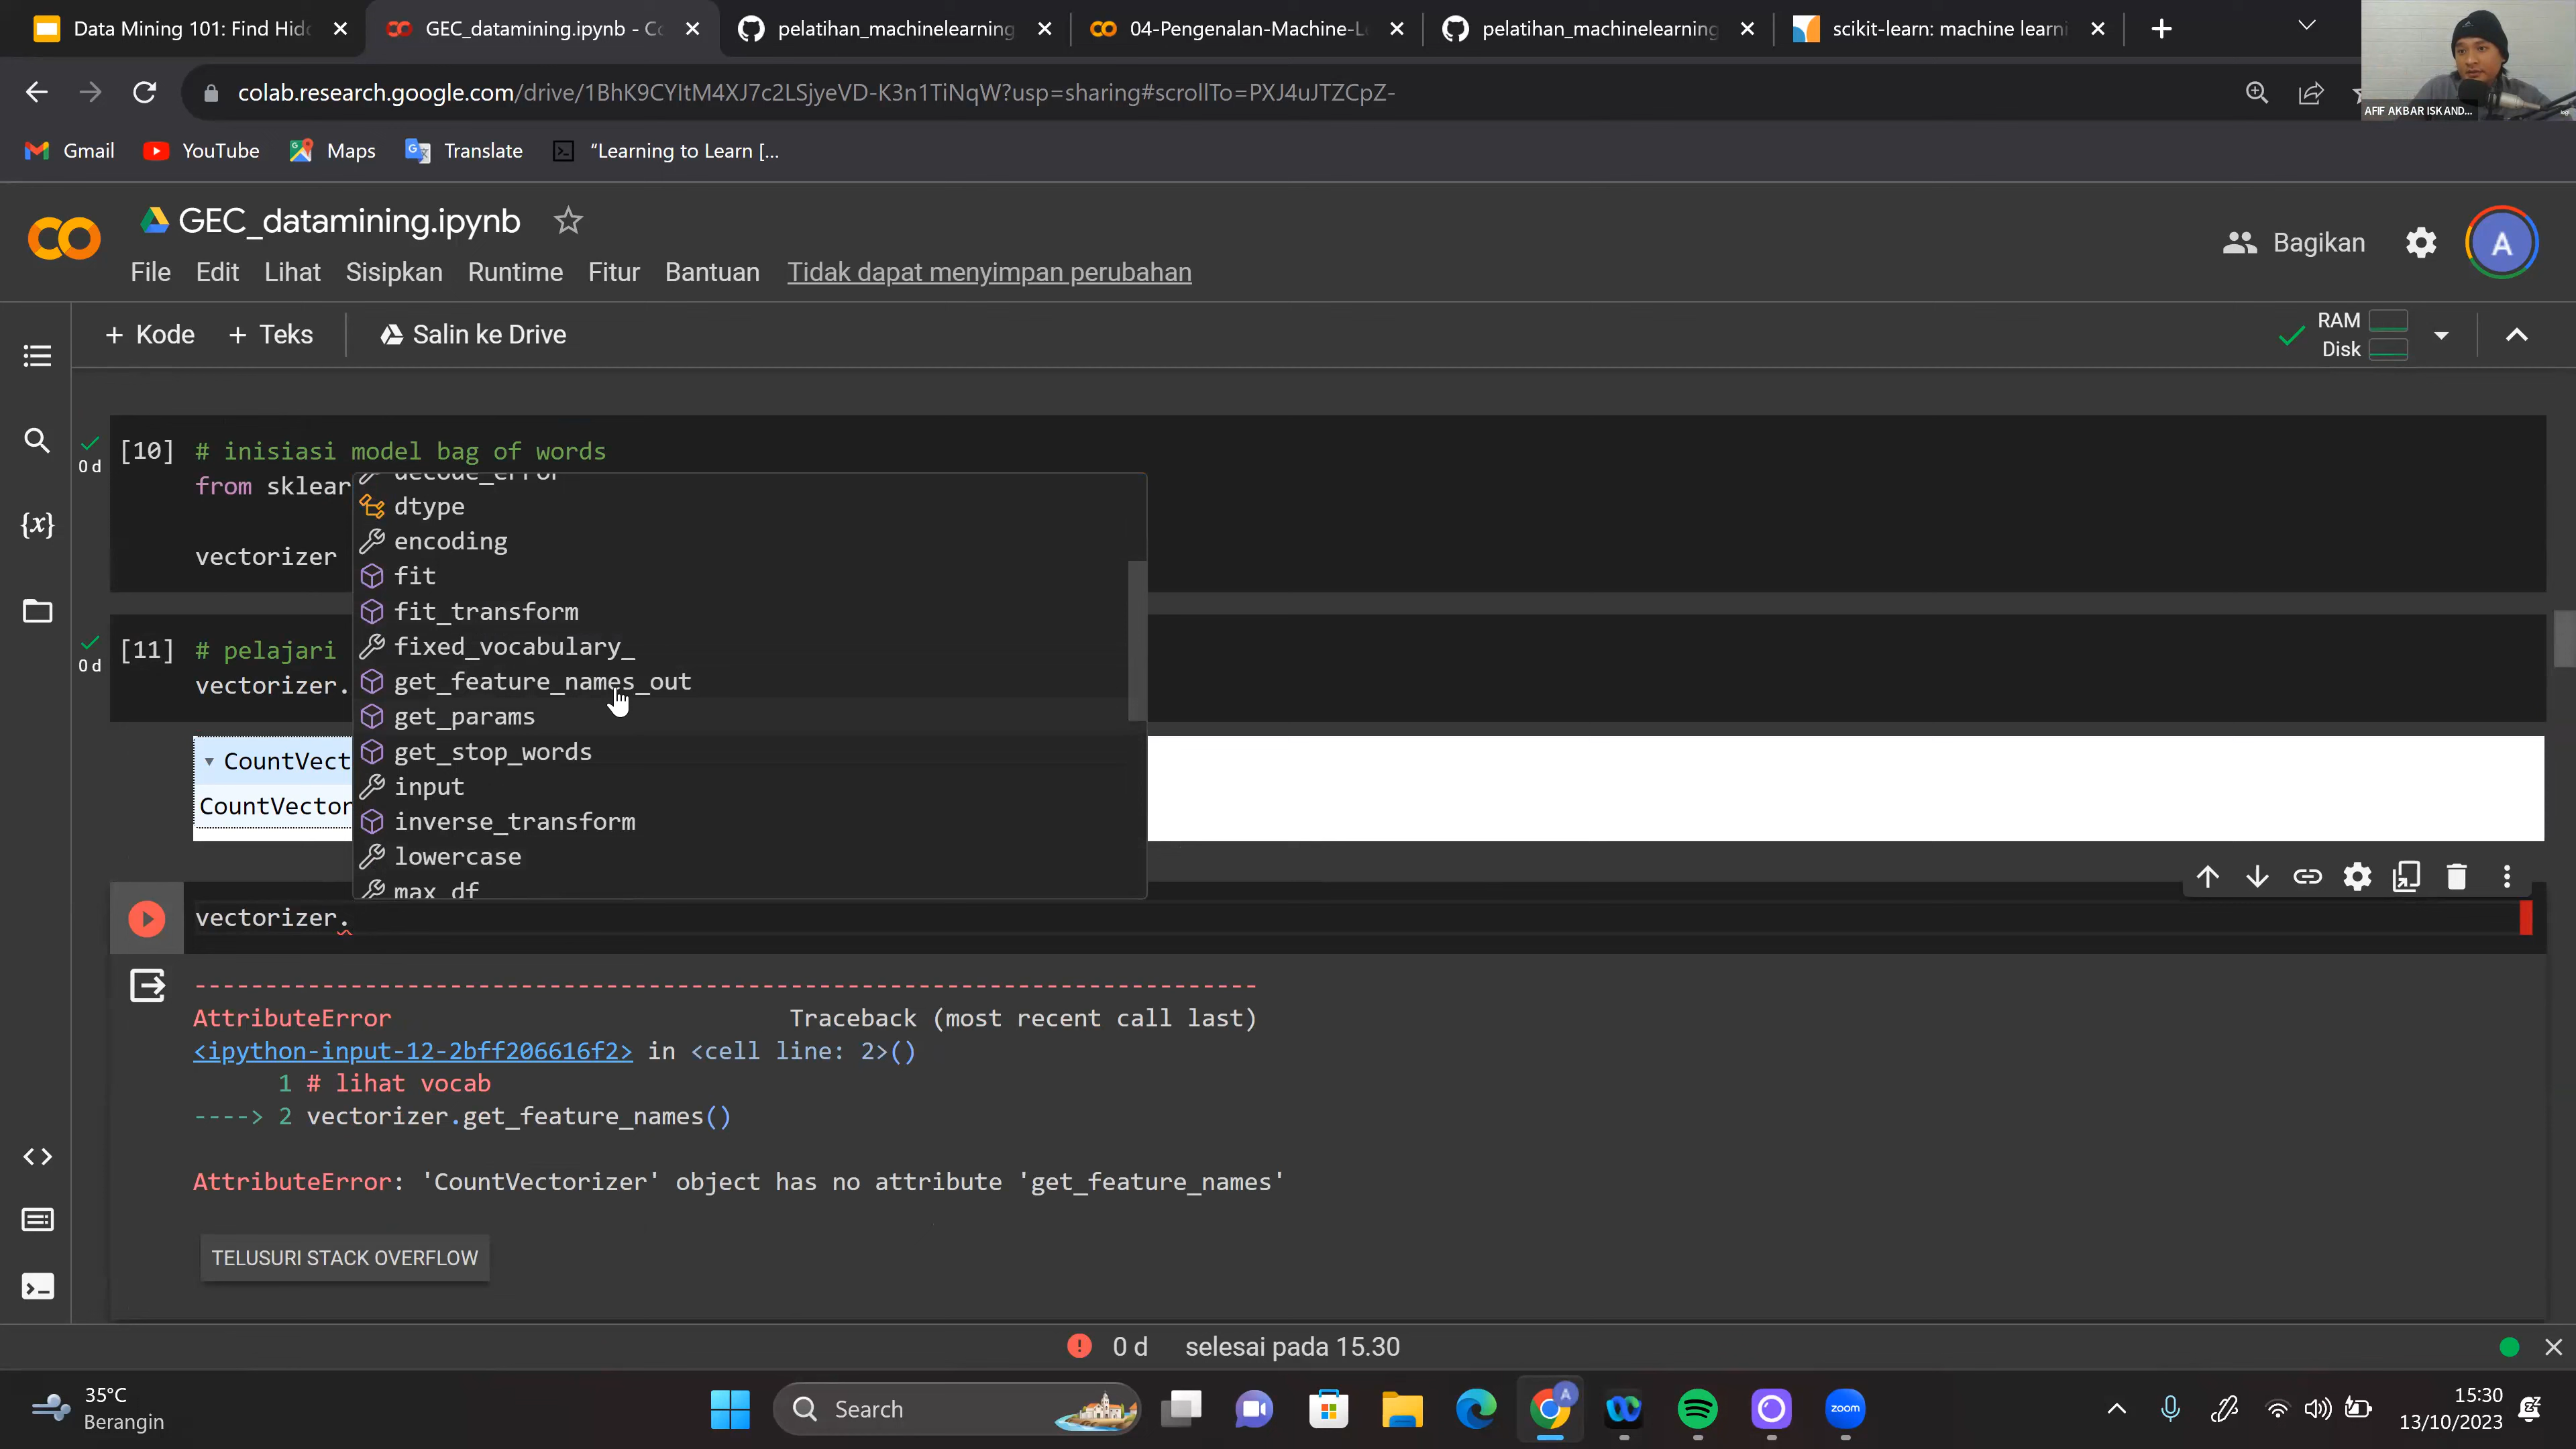 Data Mining 101: Find Hid
GEC_datamining.ipynb - Co
pelatihan_machinelearning
04-Pengenalan-Machine-L
pelatihan_machinelearning
scikit-learn: machine learni
colab.research.google.com/drive/1BhK9CYItM4XJ7c2LSjyeVD-K3n1TiNqW?usp=sharing#scrollTo=PXJ4uJTZCpZ-
AFIF AKBAR ISKAND...
Gmail
YouTube
Maps
Translate
"Learning to Learn [...
GEC_datamining.ipynb
Bagikan
A
File Edit Lihat Sisipkan Runtime Fitur Bantuan Tidak dapat menyimpan perubahan
+ Kode + Teks Salin ke Drive
RAM
Disk
0 d
[10] # inisiasi model bag of words
from sklear
vectorizer
decode_error
dtype
encoding
fit
fit_transform
fixed_vocabulary_
get_feature_names_out
get_params
get_stop_words
input
inverse_transform
lowercase
max_df
{x}
0 d
[11] # pelajari
vectorizer.
CountVect
CountVector
vectorizer.
AttributeError Traceback (most recent call last)
<ipython-input-12-2bff206616f2> in <cell line: 2>()
1 # lihat vocab
----> 2 vectorizer.get_feature_names()
AttributeError: 'CountVectorizer' object has no attribute 'get_feature_names'
TELUSURI STACK OVERFLOW
0 d selesai pada 15.30
35°C
Berangin
Search
A
zoom
15:30
13/10/2023